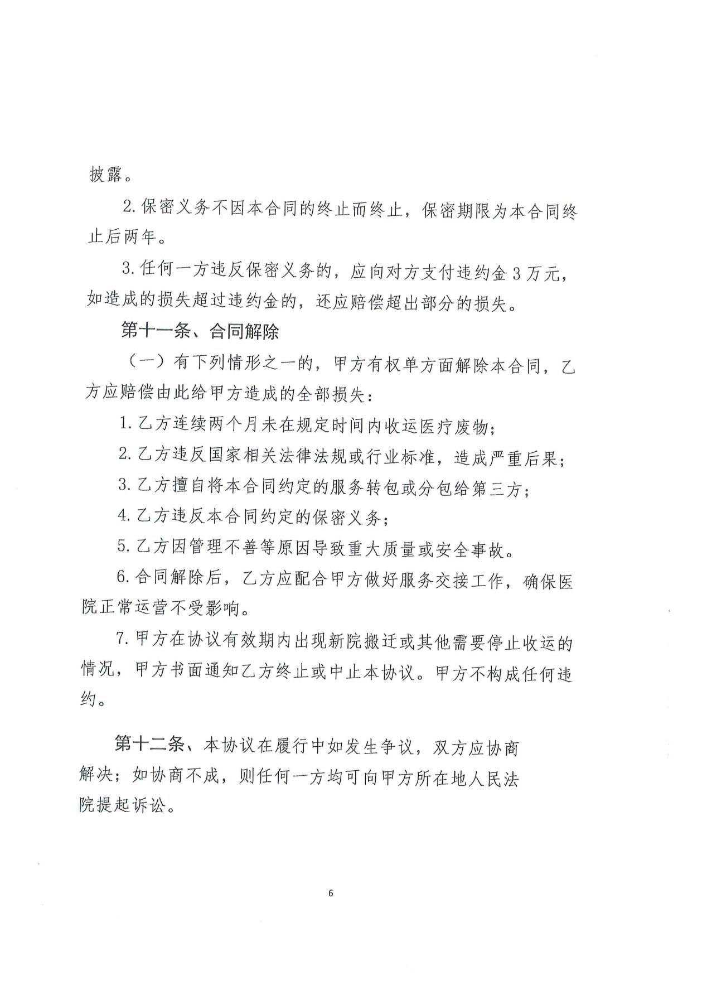 披露。
2.保密义务不因本合同的终止而终止，保密期限为本合同终
止后两年。
3.任何一方违反保密义务的，应向对方支付违约金3万元，
如造成的损失超过违约金的，还应赔偿超出部分的损失。
第十一条、合同解除
（一）有下列情形之一的，甲方有权单方面解除本合同，乙
方应赔偿由此给甲方造成的全部损失：
1.乙方连续两个月未在规定时间内收运医疗废物；
2.乙方违反国家相关法律法规或行业标准，造成严重后果；
3.乙方擅自将本合同约定的服务转包或分包给第三方；
4.乙方违反本合同约定的保密义务；
5.乙方因管理不善等原因导致重大质量或安全事故。
6.合同解除后，乙方应配合甲方做好服务交接工作，确保医
院正常运营不受影响。
7.甲方在协议有效期内出现新院搬迁或其他需要停止收运的
情况，甲方书面通知乙方终止或中止本协议。甲方不构成任何违
约。
第十二条、本协议在履行中如发生争议，双方应协商
解决；如协商不成，则任何一方均可向甲方所在地人民法
院提起诉讼。
6